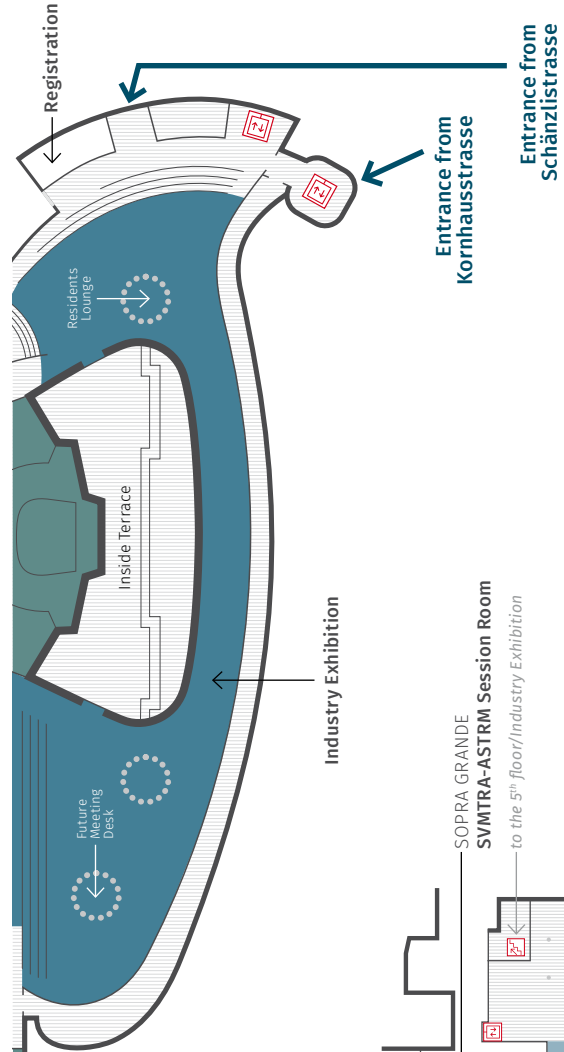 Registration
Entrance from
Schänzlistrasse
Entrance from
Kornhausstrasse
Residents
Lounge
Inside Terrace
Industry Exhibition
Future
Meeting
Desk
SOPRA GRANDE
SVMTRA-ASTRM Session Room
to the 5th floor/Industry Exhibition